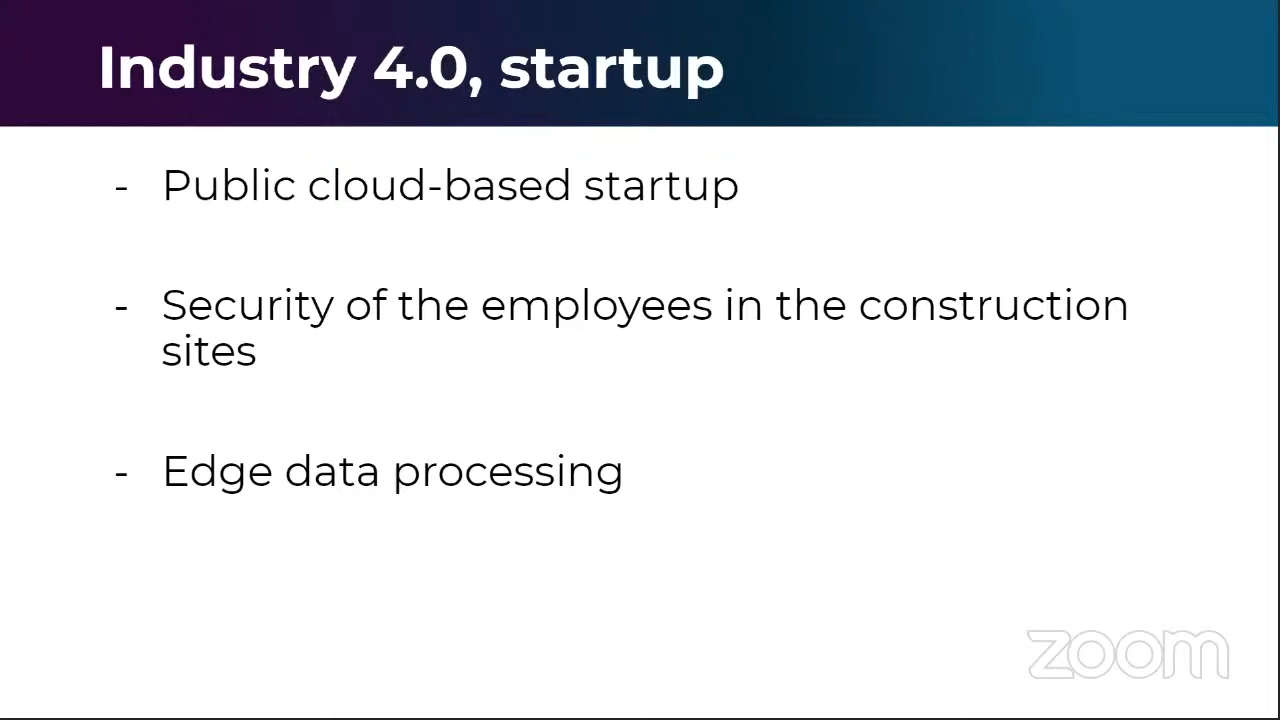 Industry 4.0, startup
- Public cloud-based startup
- Security of the employees in the construction
sites
- Edge data processing
zoom